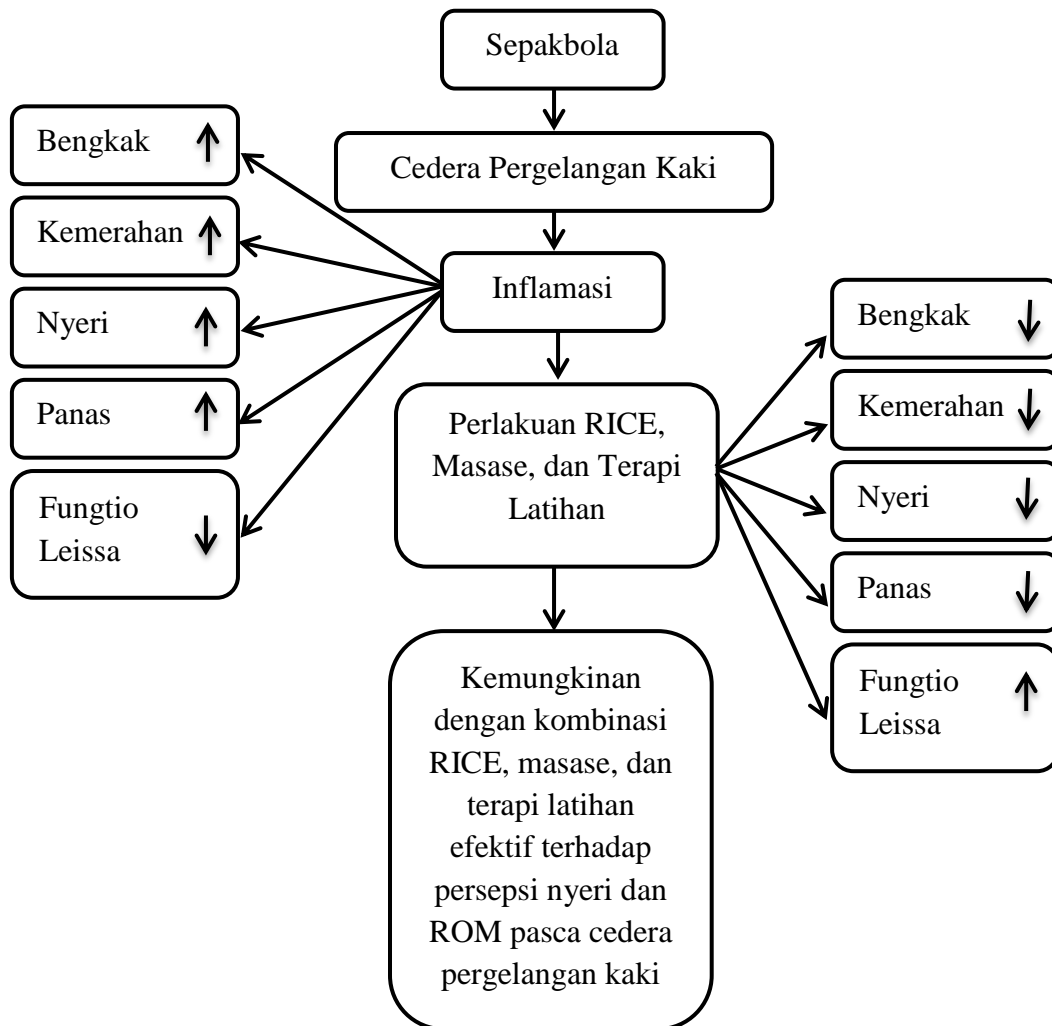 Sepakbola
Cedera Pergelangan Kaki
Inflamasi
Bengkak
Kemerahan
Nyeri
Panas
Fungtio
Leissa
Perlakuan RICE,
Masase, dan Terapi
Latihan
Bengkak
Kemerahan
Nyeri
Panas
Fungtio
Leissa
Kemungkinan
dengan kombinasi
RICE, masase, dan
terapi latihan
efektif terhadap
persepsi nyeri dan
ROM pasca cedera
pergelangan kaki